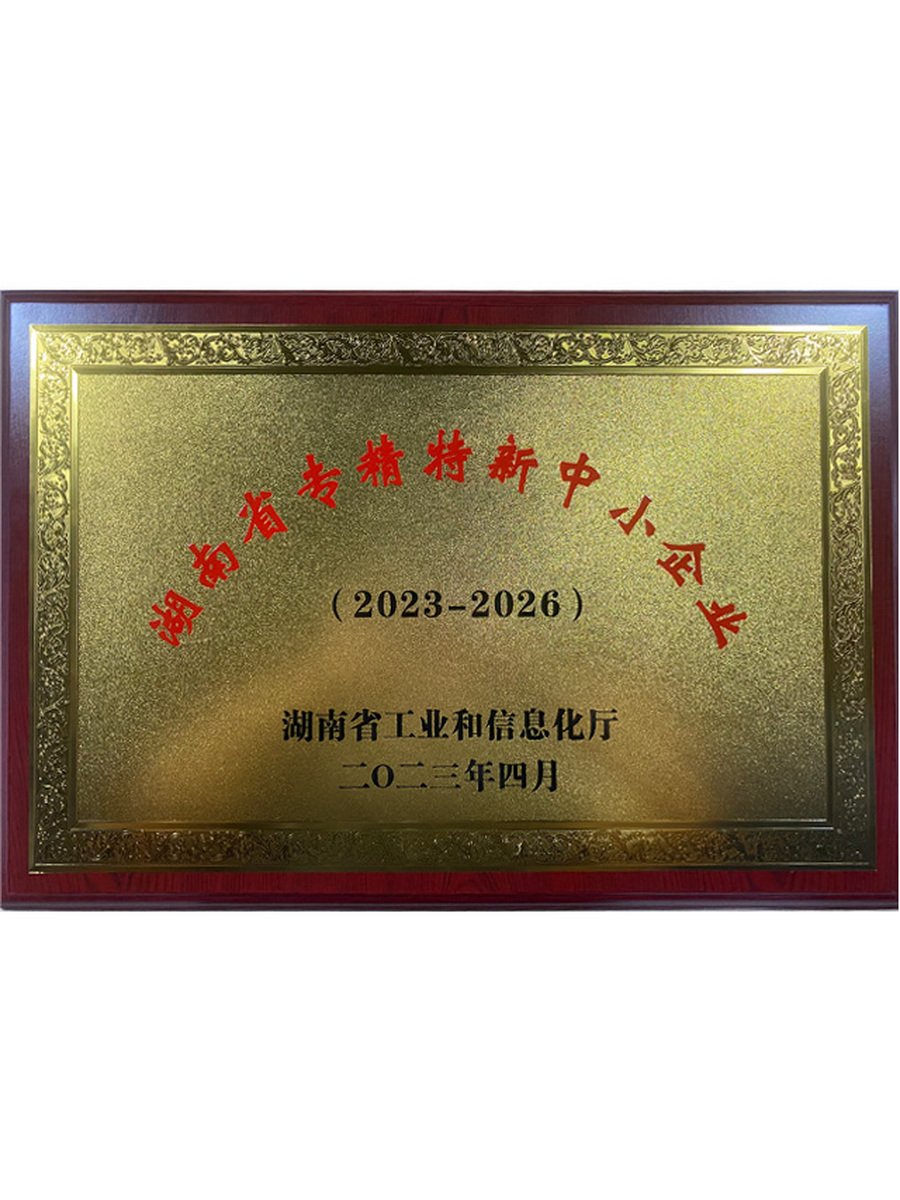 湖南省专精特新中小企业
（2023-2026）
湖南省工业和信息化厅
二〇二三年四月